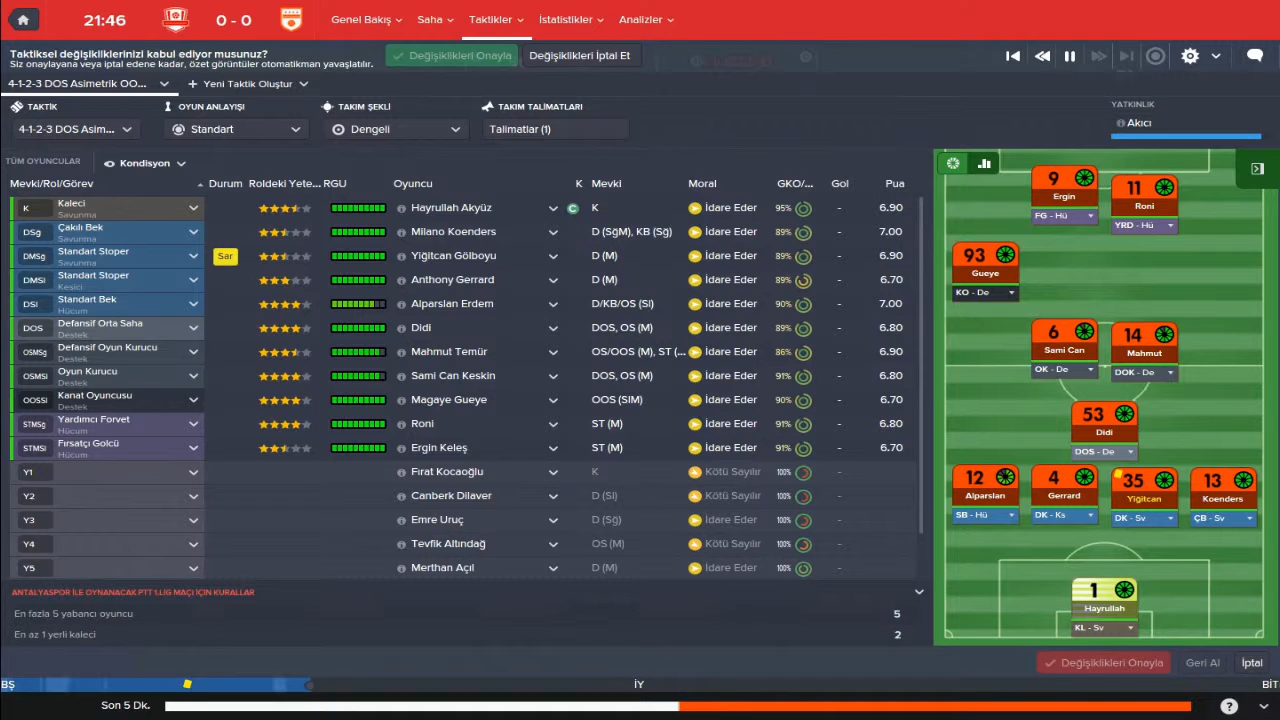 21:46
0 - 0
Genel Bakış
Saha
Taktikler
İstatistikler
Analizler
Taktiksel değişikliklerinizi kabul ediyor musunuz?
Siz onaylayana veya iptal edene kadar, özet görüntüler otomatikman yavaşlatılır.
Değişiklikleri Onayla
Değişiklikleri İptal Et
4-1-2-3 DOS Asimetrik OO...
Yeni Taktik Oluştur
TAKTİK
OYUN ANLAYIŞI
TAKIM ŞEKLİ
TAKIM TALİMATLARI
YATKINLIK
4-1-2-3 DOS Asim...
Standart
Dengeli
Talimatlar (1)
Akıcı
TÜM OYUNCULAR
Kondisyon
Mevki/Rol/Görev Durum Roldeki Yete... RGU Oyuncu K Mevki Moral GKO/... Gol Pua
K Kaleci Savunma Hayrullah Akyüz C K İdare Eder 95% - 6.90
DSğ Çakılı Bek Savunma Milano Koenders D (SğM), KB (Sğ) İdare Eder 89% - 7.00
DMSğ Standart Stoper Savunma Sar Yiğitcan Gölboyu D (M) İdare Eder 89% - 6.90
DMSl Standart Stoper Kesici Anthony Gerrard D (M) İdare Eder 89% - 6.70
DSl Standart Bek Hücum Alparslan Erdem D/KB/OS (Sl) İdare Eder 90% - 7.00
DOS Defansif Orta Saha Destek Didi DOS, OS (M) İdare Eder 89% - 6.80
OSMSğ Defansif Oyun Kurucu Destek Mahmut Temür OS/OOS (M), ST (... İdare Eder 86% - 6.90
OSMSl Oyun Kurucu Destek Sami Can Keskin DOS, OS (M) İdare Eder 91% - 6.80
OOSSl Kanat Oyuncusu Destek Magaye Gueye OOS (SlM) İdare Eder 90% - 6.70
STMSğ Yardımcı Forvet Hücum Roni ST (M) İdare Eder 91% - 6.80
STMSl Fırsatçı Golcü Hücum Ergin Keleş ST (M) İdare Eder 91% - 6.70
Y1 Fırat Kocaoğlu K Kötü Sayılır 100% -
Y2 Canberk Dilaver D (Sl) İdare Eder 100% -
Y3 Emre Uruç D (Sğ) İdare Eder 100% -
Y4 Tevfik Altındağ OS (M) Kötü Sayılır 100% -
Y5 Merthan Açıl D (M) İdare Eder 100% -
ANTALYASPOR İLE OYNANACAK PTT 1.LİG MAÇI İÇİN KURALLAR
En fazla 5 yabancı oyuncu 5
En az 1 yerli kaleci 2
9
Ergin
FG - Hü
11
Roni
YRD - Hü
93
Gueye
KO - De
6
Sami Can
OK - De
14
Mahmut
DOK - De
53
Didi
DOS - De
12
Alparslan
SB - Hü
4
Gerrard
DK - Ks
35
Yiğitcan
DK - Sv
13
Koenders
ÇB - Sv
1
Hayrullah
KL - Sv
Değişiklikleri Onayla
Geri Al
İptal
BŞ
İY
BİT
Son 5 Dk.
?